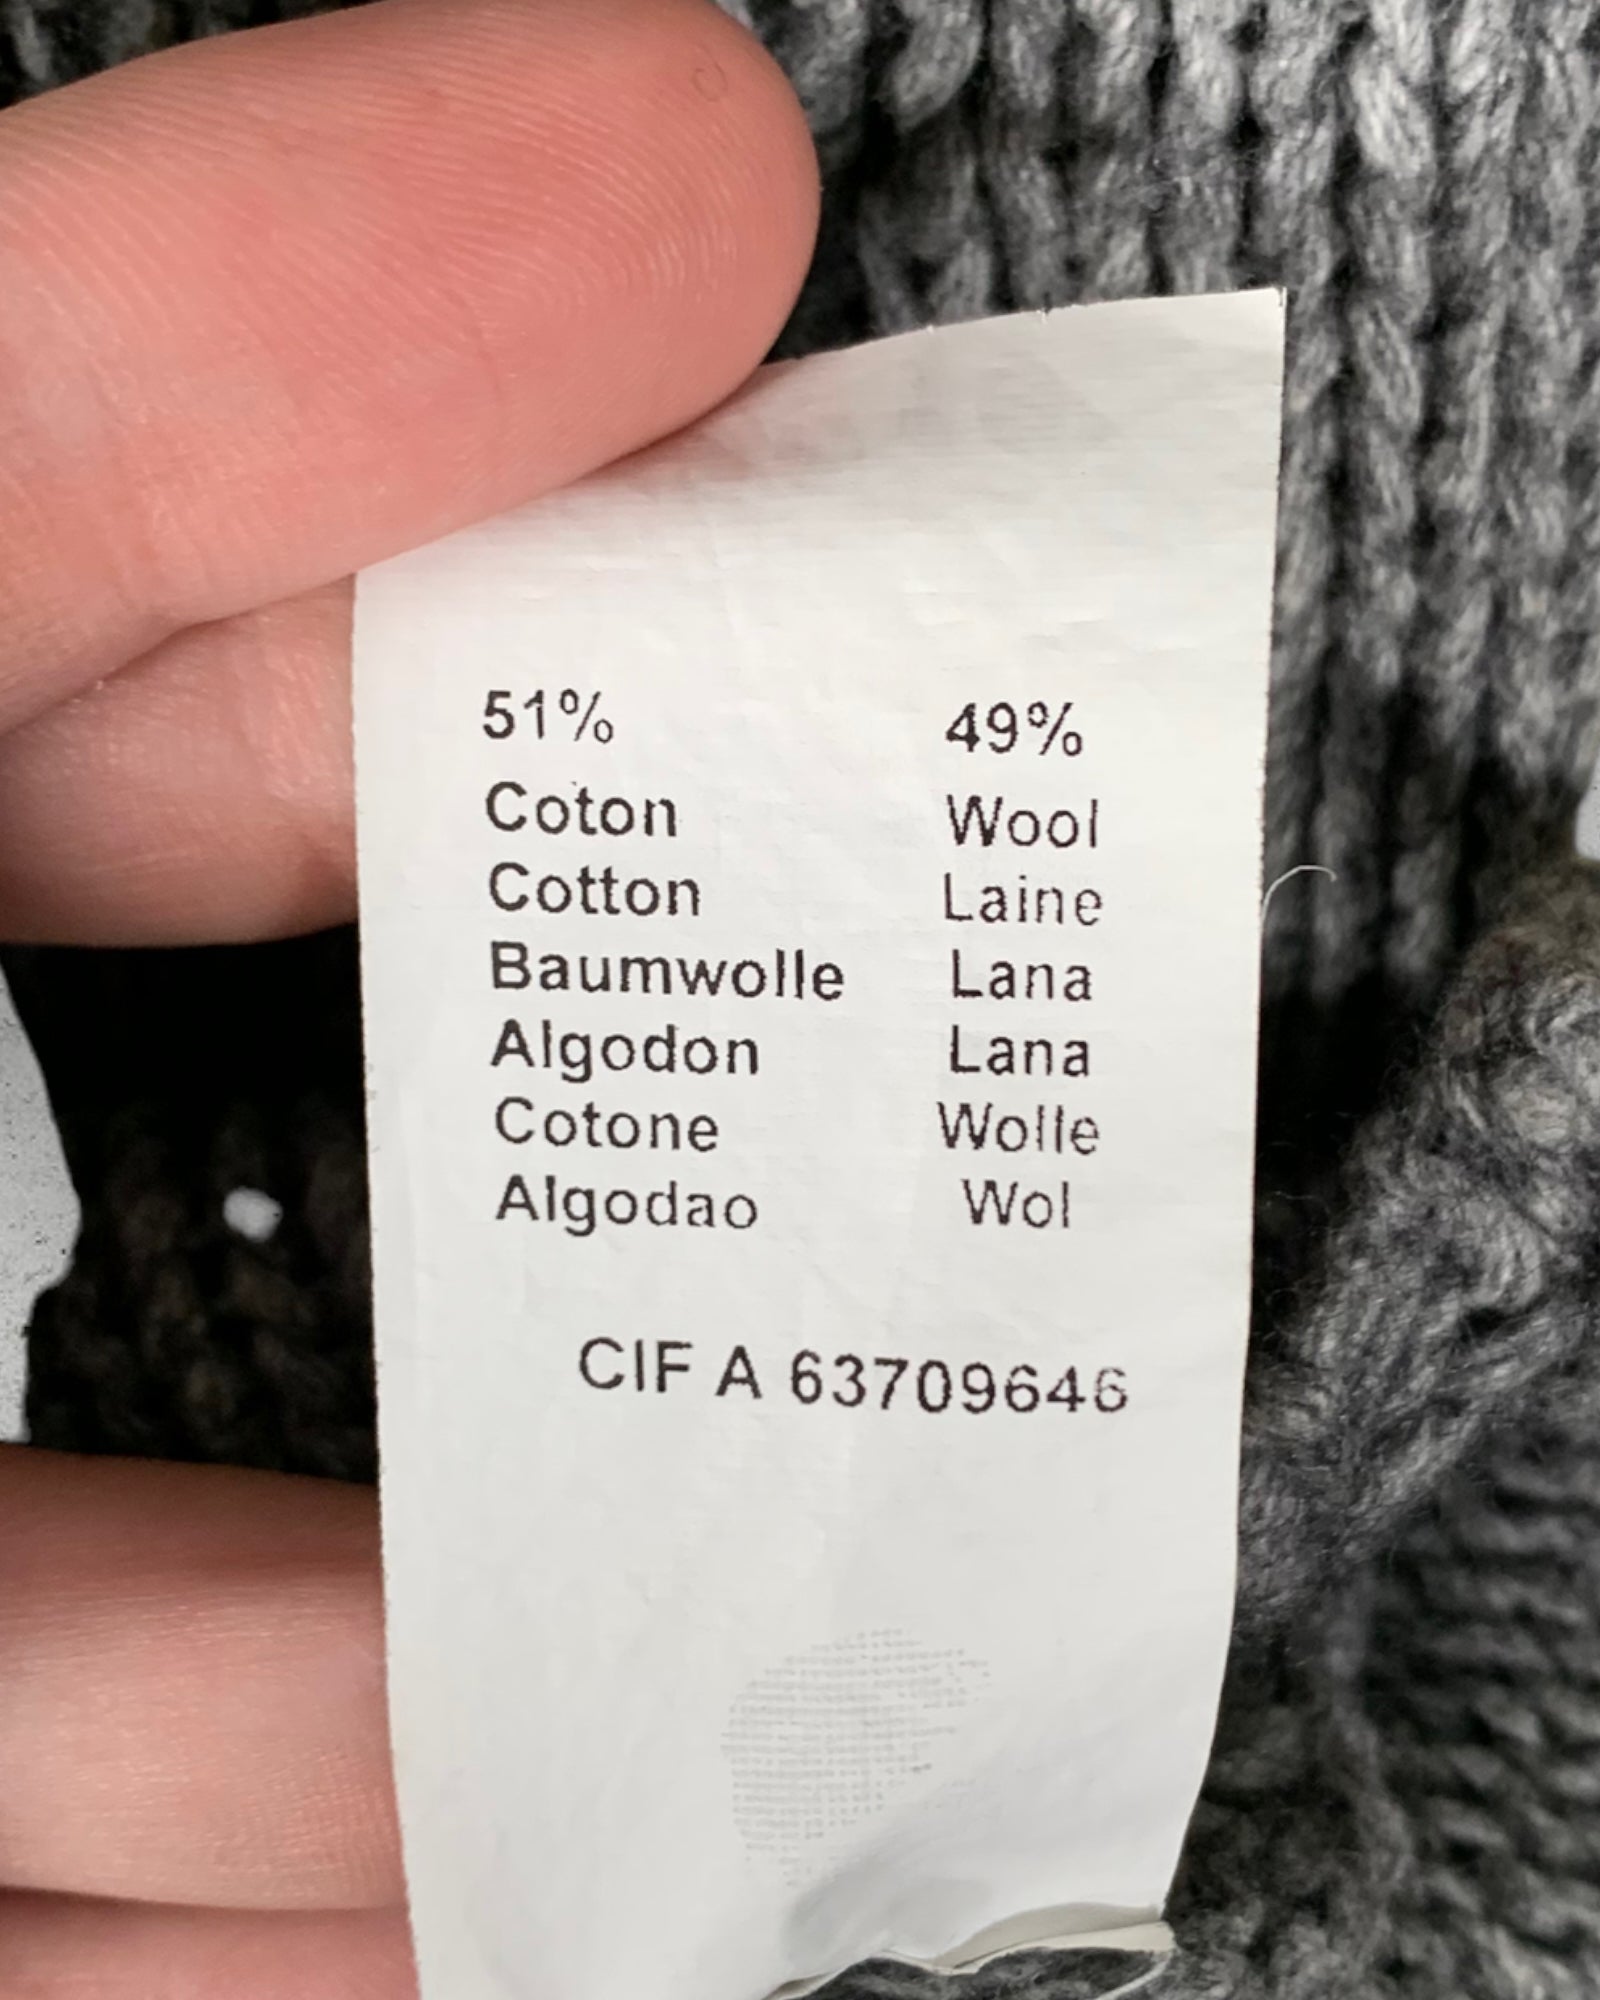 51% 49%
Coton Wool
Cotton Laine
Baumwolle Lana
Algodon Lana
Cotone Wolle
Algodao Wol
CIF A 63709646